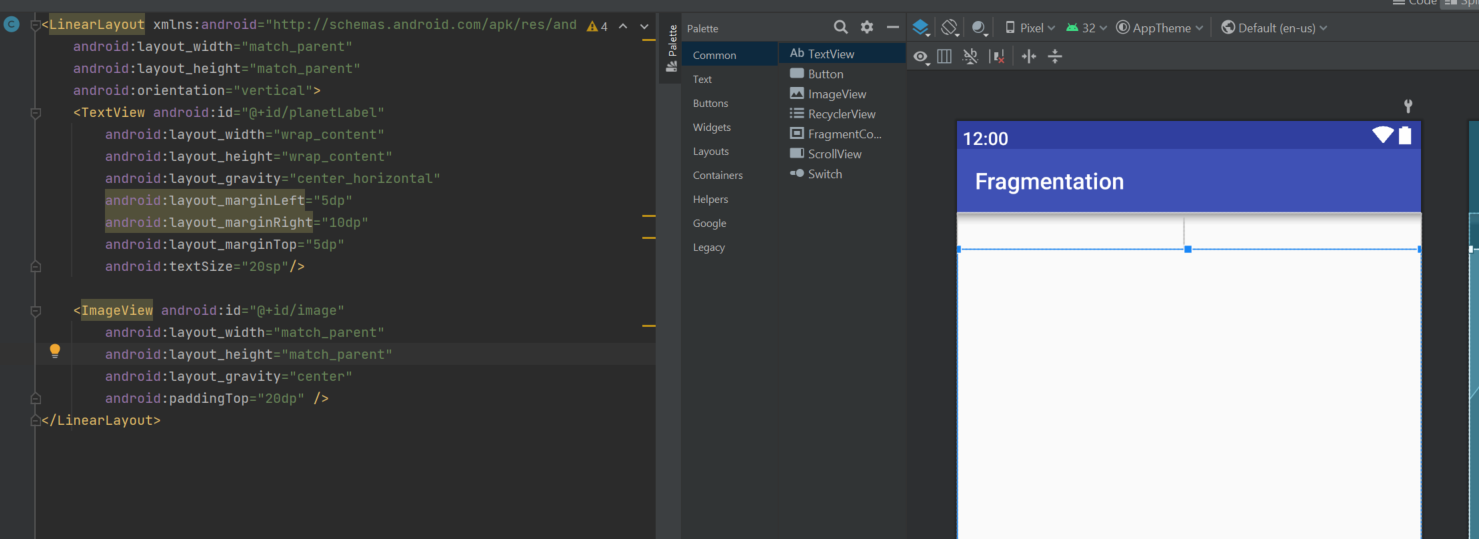 Code
<LinearLayout xmlns:android="http://schemas.android.com/apk/res/and
4
android:layout_width="match_parent"
android:layout_height="match_parent"
android:orientation="vertical">
<TextView android:id="@+id/planetLabel"
android:layout_width="wrap_content"
android:layout_height="wrap_content"
android:layout_gravity="center_horizontal"
android:layout_marginLeft="5dp"
android:layout_marginRight="10dp"
android:layout_marginTop="5dp"
android:textSize="20sp"/>
<ImageView android:id="@+id/image"
android:layout_width="match_parent"
android:layout_height="match_parent"
android:layout_gravity="center"
android:paddingTop="20dp" />
</LinearLayout>
C
Palette
Palette
Common
Text
Buttons
Widgets
Layouts
Containers
Helpers
Google
Legacy
Ab TextView
Button
ImageView
RecyclerView
FragmentCo...
ScrollView
Switch
Pixel
32
AppTheme
Default (en-us)
12:00
Fragmentation